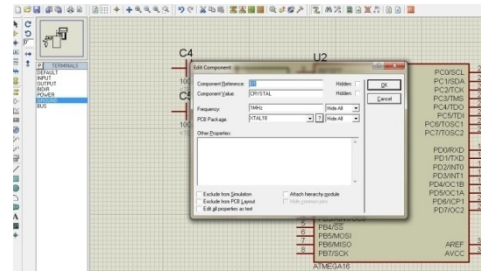 TERMINALS
DEFAULT
INPUT
OUTPUT
BIDIR
POWER
GROUND
BUS
C4
C5
U2
Edit Component
Component Reference:
Hidden:
Component Value: CRYSTAL
Hidden:
Frequency: 1MHz
Hide All
PCB Package: XTAL18
?
Hide All
Other Properties:
Exclude from Simulation
Exclude from PCB Layout
Edit all properties as text
Attach hierarchy module
Hide common pins
OK
Cancel
PC0/SCL
PC1/SDA
PC2/TCK
PC3/TMS
PC4/TDO
PC5/TDI
PC6/TOSC1
PC7/TOSC2
PD0/RXD
PD1/TXD
PD2/INT0
PD3/INT1
PD4/OC1B
PD5/OC1A
PD6/ICP1
PD7/OC2
PB4/SS
PB5/MOSI
PB6/MISO
PB7/SCK
AREF
AVCC
ATMEGA16